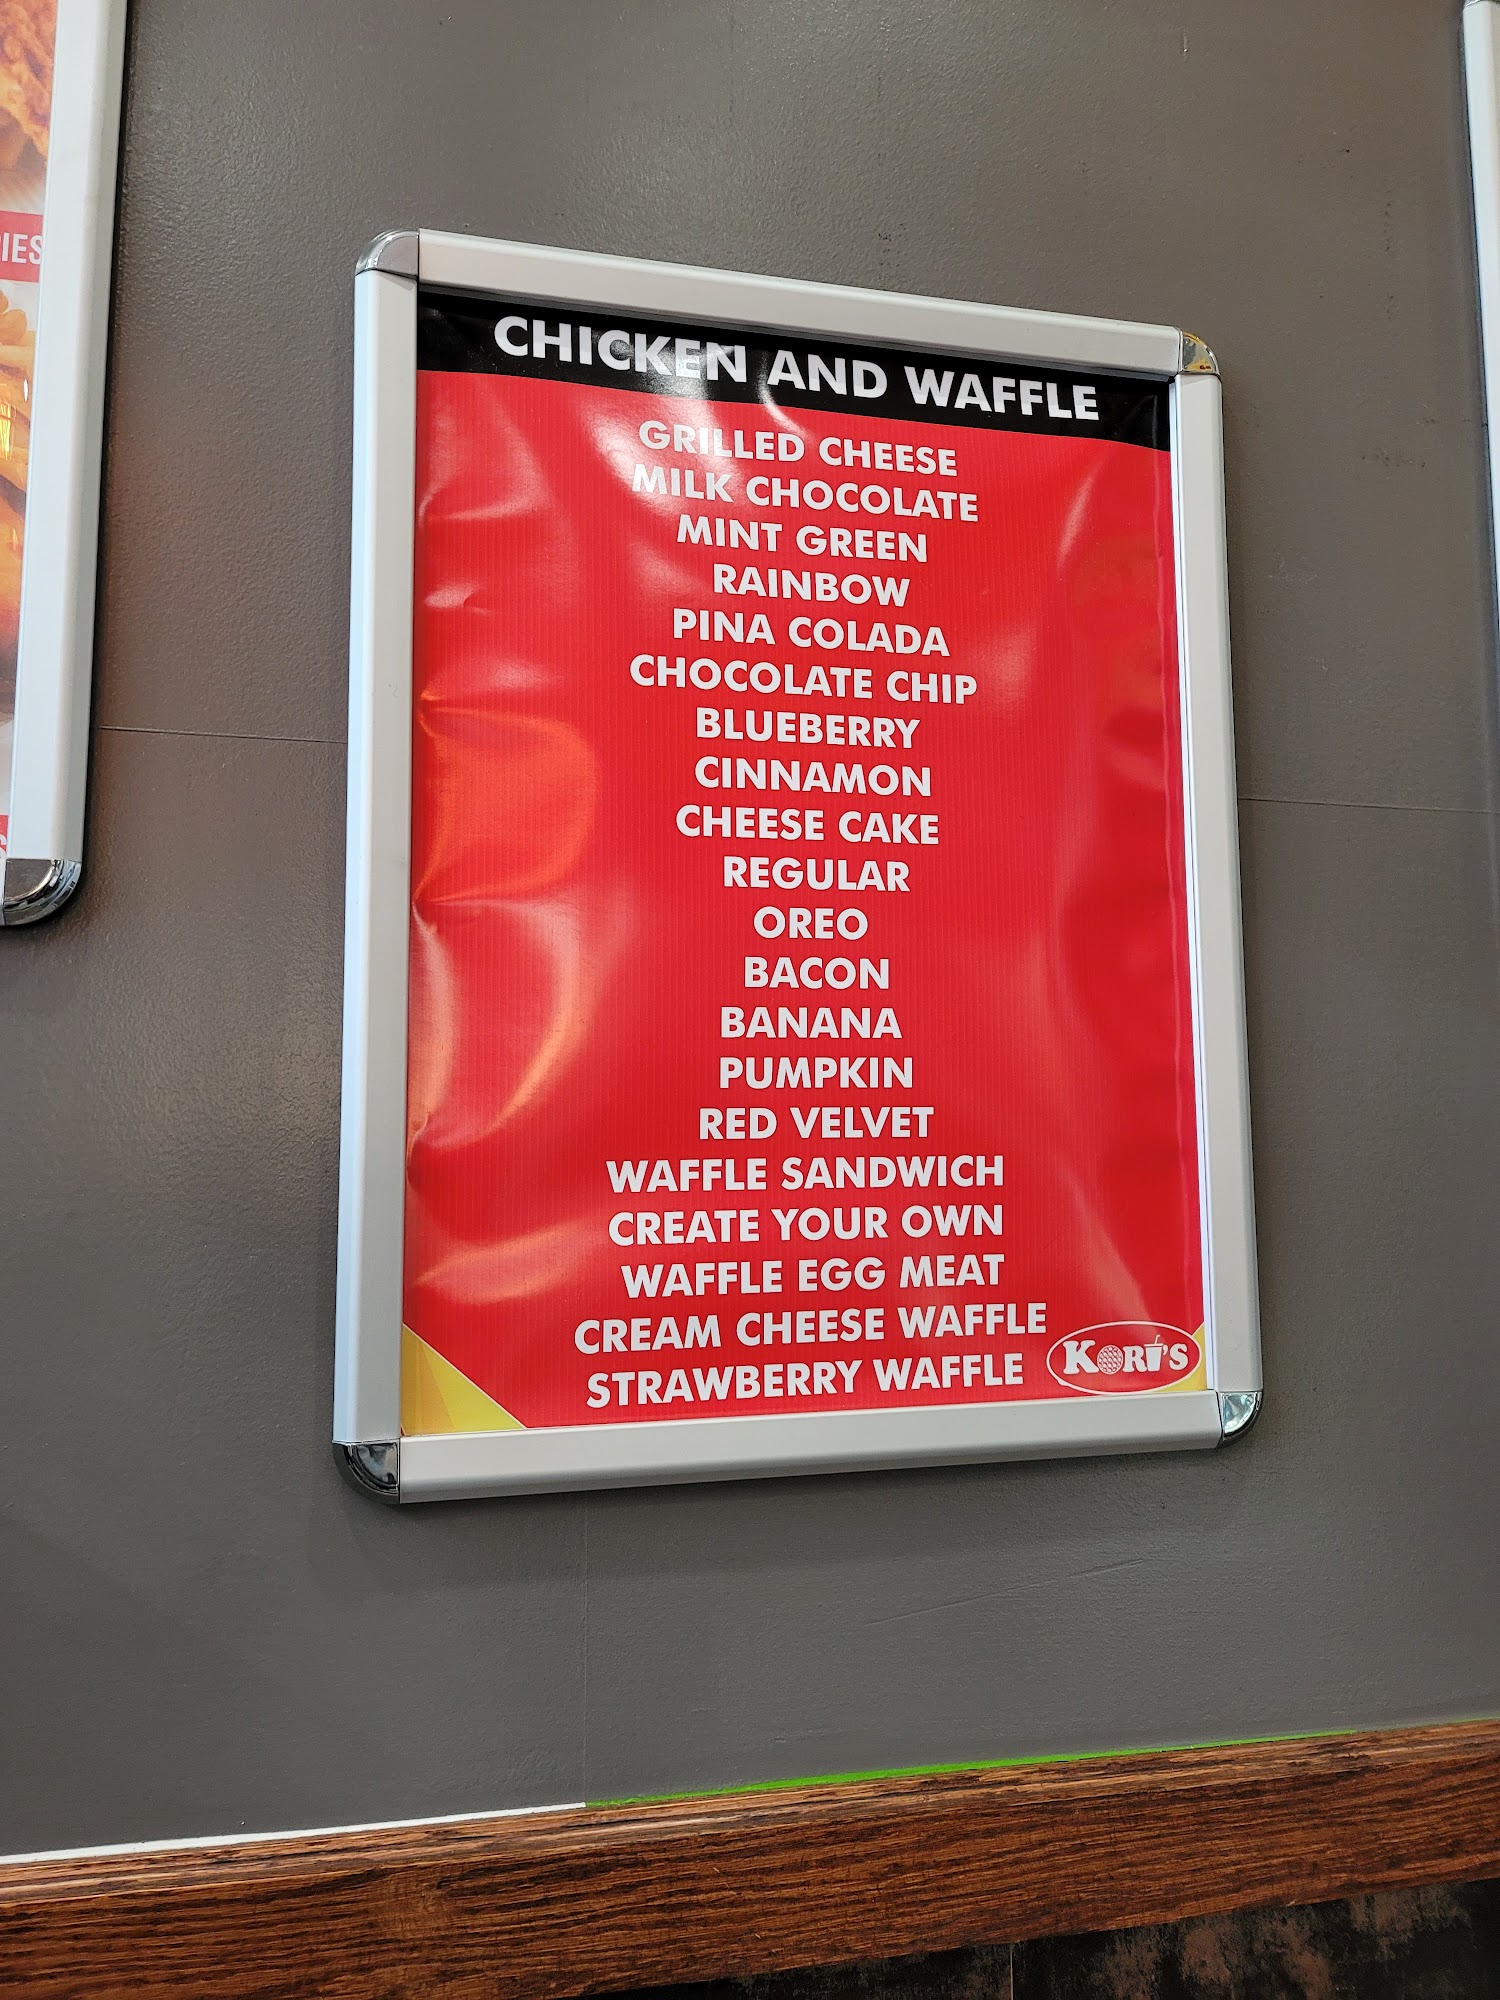 IES
CHICKEN AND WAFFLE
GRILLED CHEESE
MILK CHOCOLATE
MINT GREEN
RAINBOW
PINA COLADA
CHOCOLATE CHIP
BLUEBERRY
CINNAMON
CHEESE CAKE
REGULAR
OREO
BACON
BANANA
PUMPKIN
RED VELVET
WAFFLE SANDWICH
CREATE YOUR OWN
WAFFLE EGG MEAT
CREAM CHEESE WAFFLE
STRAWBERRY WAFFLE
KORI'S